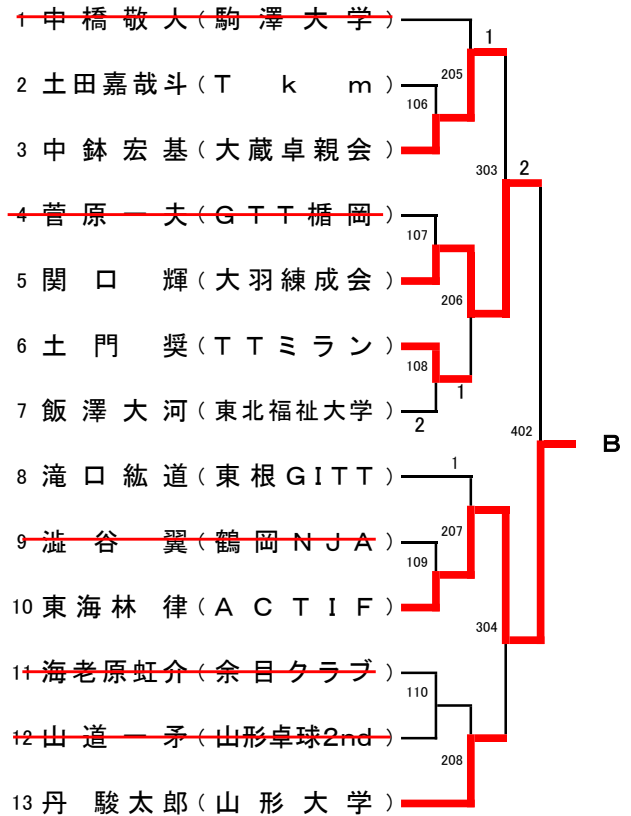 1 中橋敬人(駒澤大学)
1
205
2 土田嘉哉斗(Tkm)
106
3 中鉢宏基(大蔵卓親会)
303
2
4 菅原一夫(GTT楯岡)
107
5 関口輝(大羽練成会)
206
6 土門奨(TTミラン)
108
1
7 飯澤大河(東北福祉大学)
2
402
B
8 滝口紘道(東根GITT)
1
207
9 澁谷翼(鶴岡NJA)
109
10 東海林律(ACTIF)
304
11 海老原虹介(余目クラブ)
110
12 山道一矛(山形卓球2nd)
208
13 丹駿太郎(山形大学)